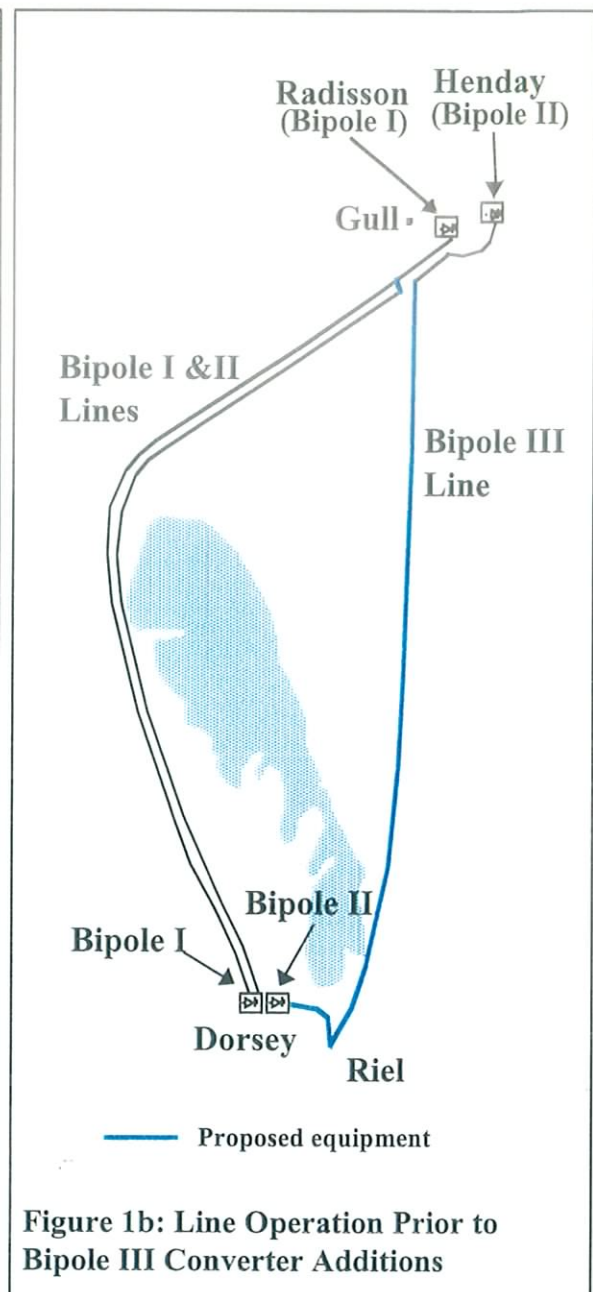 Radisson
(Bipole I)
Henday
(Bipole II)
Gull
Bipole I &II
Lines
Bipole III
Line
Bipole II
Bipole I
Dorsey
Riel
Proposed equipment
Figure 1b: Line Operation Prior to
Bipole III Converter Additions